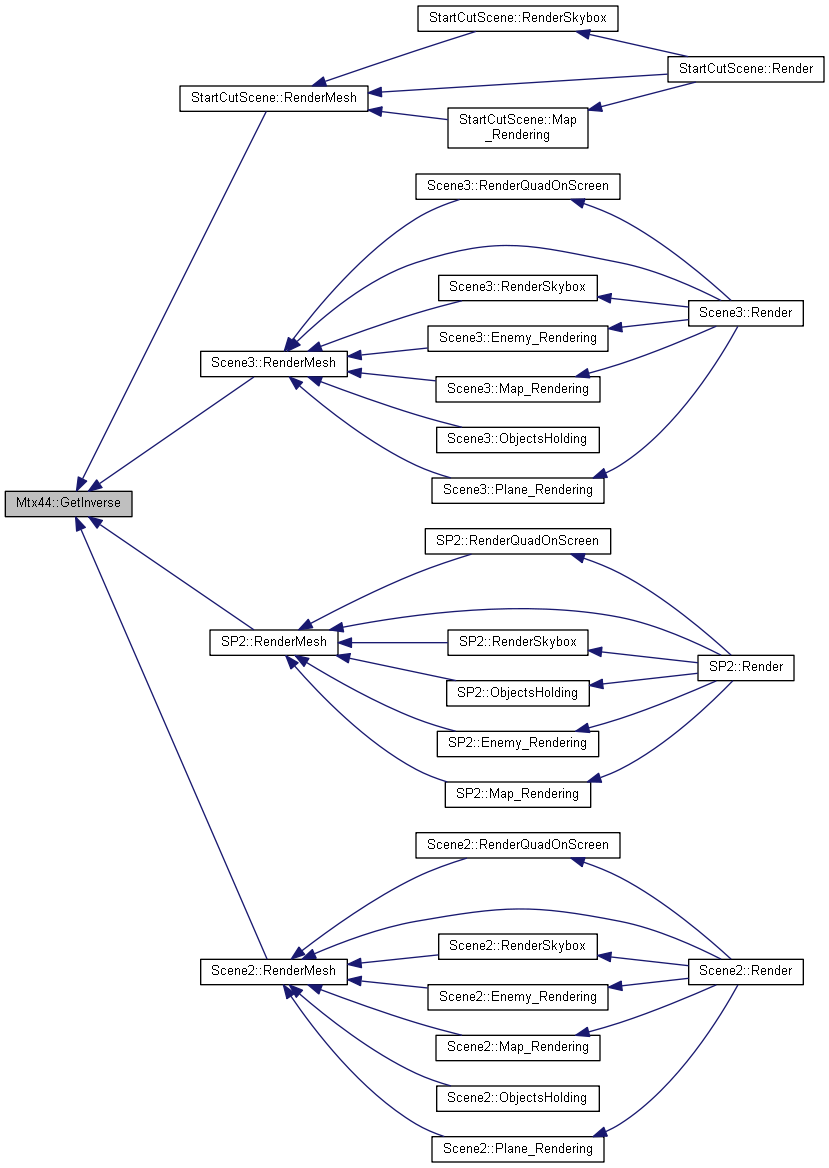 StartCutScene::RenderSkybox
StartCutScene::Render
StartCutScene::RenderMesh
StartCutScene::Map
_Rendering
Scene3::RenderQuadOnScreen
Scene3::RenderSkybox
Scene3::Render
Scene3::Enemy_Rendering
Scene3::RenderMesh
Scene3::Map_Rendering
Scene3::ObjectsHolding
Scene3::Plane_Rendering
Mtx44::GetInverse
SP2::RenderQuadOnScreen
SP2::RenderMesh
SP2::RenderSkybox
SP2::Render
SP2::ObjectsHolding
SP2::Enemy_Rendering
SP2::Map_Rendering
Scene2::RenderQuadOnScreen
Scene2::RenderSkybox
Scene2::RenderMesh
Scene2::Render
Scene2::Enemy_Rendering
Scene2::Map_Rendering
Scene2::ObjectsHolding
Scene2::Plane_Rendering